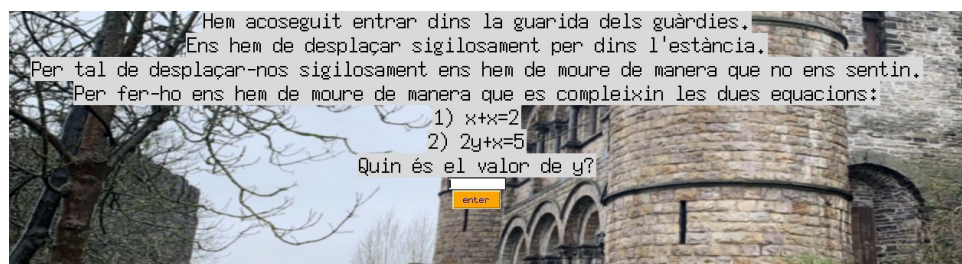 Hem acoseguit entrar dins la guarida dels guàrdies.
Ens hem de desplaçar sigilosament per dins l'estància.
Per tal de desplaçar-nos sigilosament ens hem de moure de manera que no ens sentin.
Per fer-ho ens hem de moure de manera que es compleixin les dues equacions:
1) x+x=2
2) 2y+x=5
Quin és el valor de y?
enter